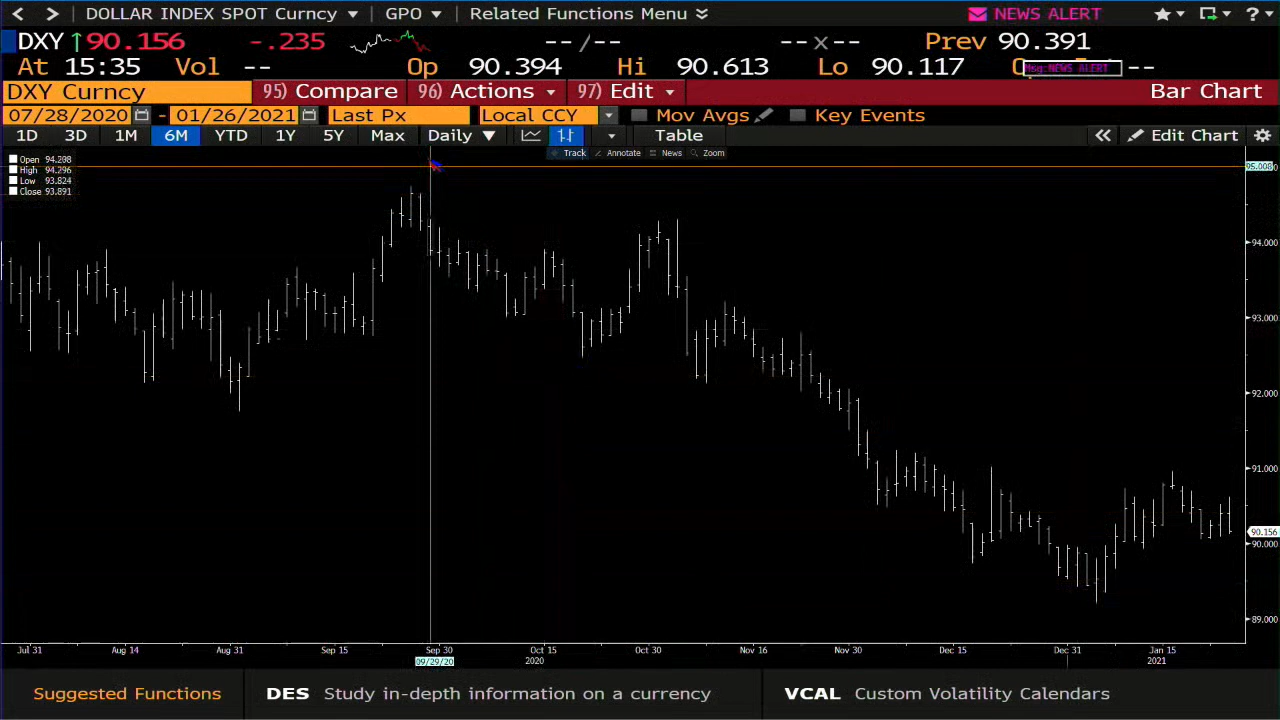 DOLLAR INDEX SPOT Curncy GPO Related Functions Menu NEWS ALERT ?
DXY ↑90.156 -.235 --/-- --x-- Prev 90.391
At 15:35 Vol -- Op 90.394 Hi 90.613 Lo 90.117 --
Msg:NEWS ALERT
DXY Curncy 95) Compare 96) Actions 97) Edit Bar Chart
07/28/2020 - 01/26/2021 Last Px Local CCY Mov Avgs Key Events
1D 3D 1M 6M YTD 1Y 5Y Max Daily ▼ Table « Edit Chart
Track Annotate News Zoom
Open 94.298
High 94.296
Low 93.824
Close 93.891
95.008
94.000
93.000
92.000
91.000
90.156
90.000
89.000
Jul 31 Aug 14 Aug 31 Sep 15 Sep 30 Oct 15 Oct 30 Nov 16 Nov 30 Dec 15 Dec 31 Jan 15
09/29/20 2020 2021
Suggested Functions DES Study in-depth information on a currency VCAL Custom Volatility Calendars